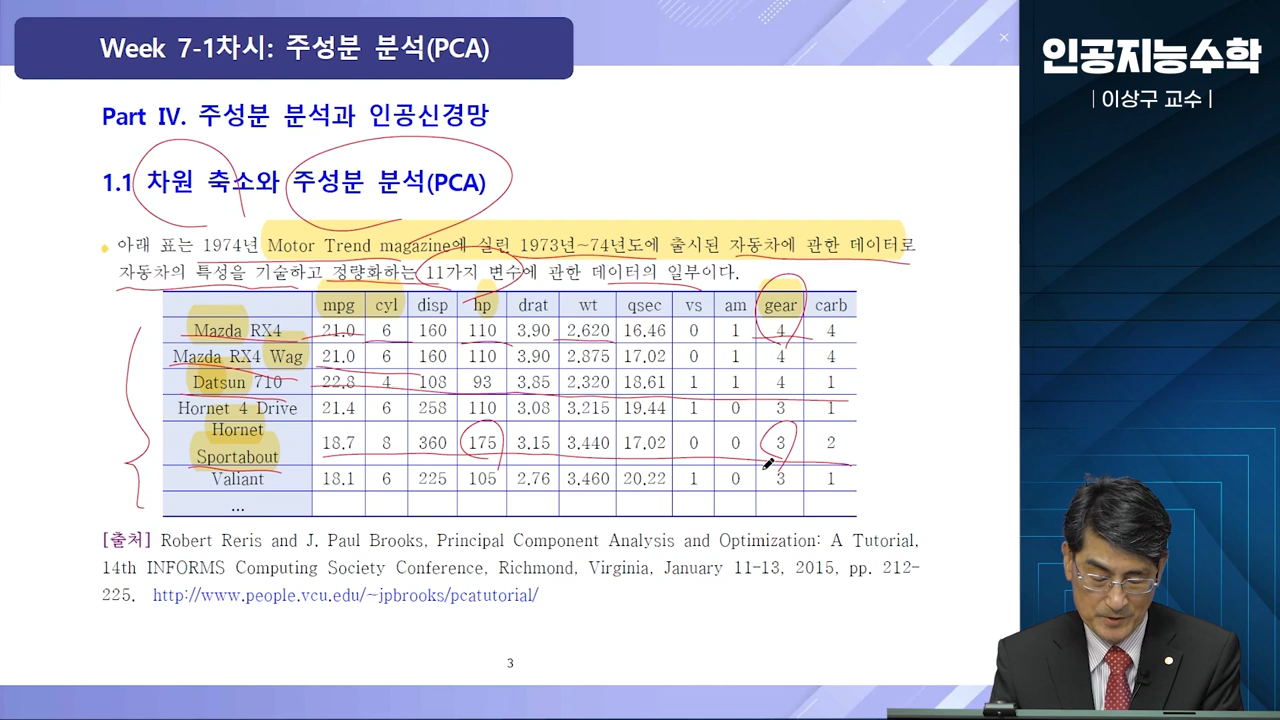 Week 7-1차시: 주성분 분석(PCA)
인공지능수학
| 이상구 교수 |
Part Ⅳ. 주성분 분석과 인공신경망
1.1 차원 축소와 주성분 분석(PCA)
아래 표는 1974년 Motor Trend magazine에 실린 1973년~74년도에 출시된 자동차에 관한 데이터로
자동차의 특성을 기술하고 정량화하는 11가지 변수에 관한 데이터의 일부이다.
mpg cyl disp hp drat wt qsec vs am gear carb
Mazda RX4 21.0 6 160 110 3.90 2.620 16.46 0 1 4 4
Mazda RX4 Wag 21.0 6 160 110 3.90 2.875 17.02 0 1 4 4
Datsun 710 22.8 4 108 93 3.85 2.320 18.61 1 1 4 1
Hornet 4 Drive 21.4 6 258 110 3.08 3.215 19.44 1 0 3 1
Hornet
Sportabout 18.7 8 360 175 3.15 3.440 17.02 0 0 3 2
Valiant 18.1 6 225 105 2.76 3.460 20.22 1 0 3 1
...
[출처] Robert Reris and J. Paul Brooks, Principal Component Analysis and Optimization: A Tutorial,
14th INFORMS Computing Society Conference, Richmond, Virginia, January 11-13, 2015, pp. 212-
225. http://www.people.vcu.edu/~jpbrooks/pcatutorial/
3